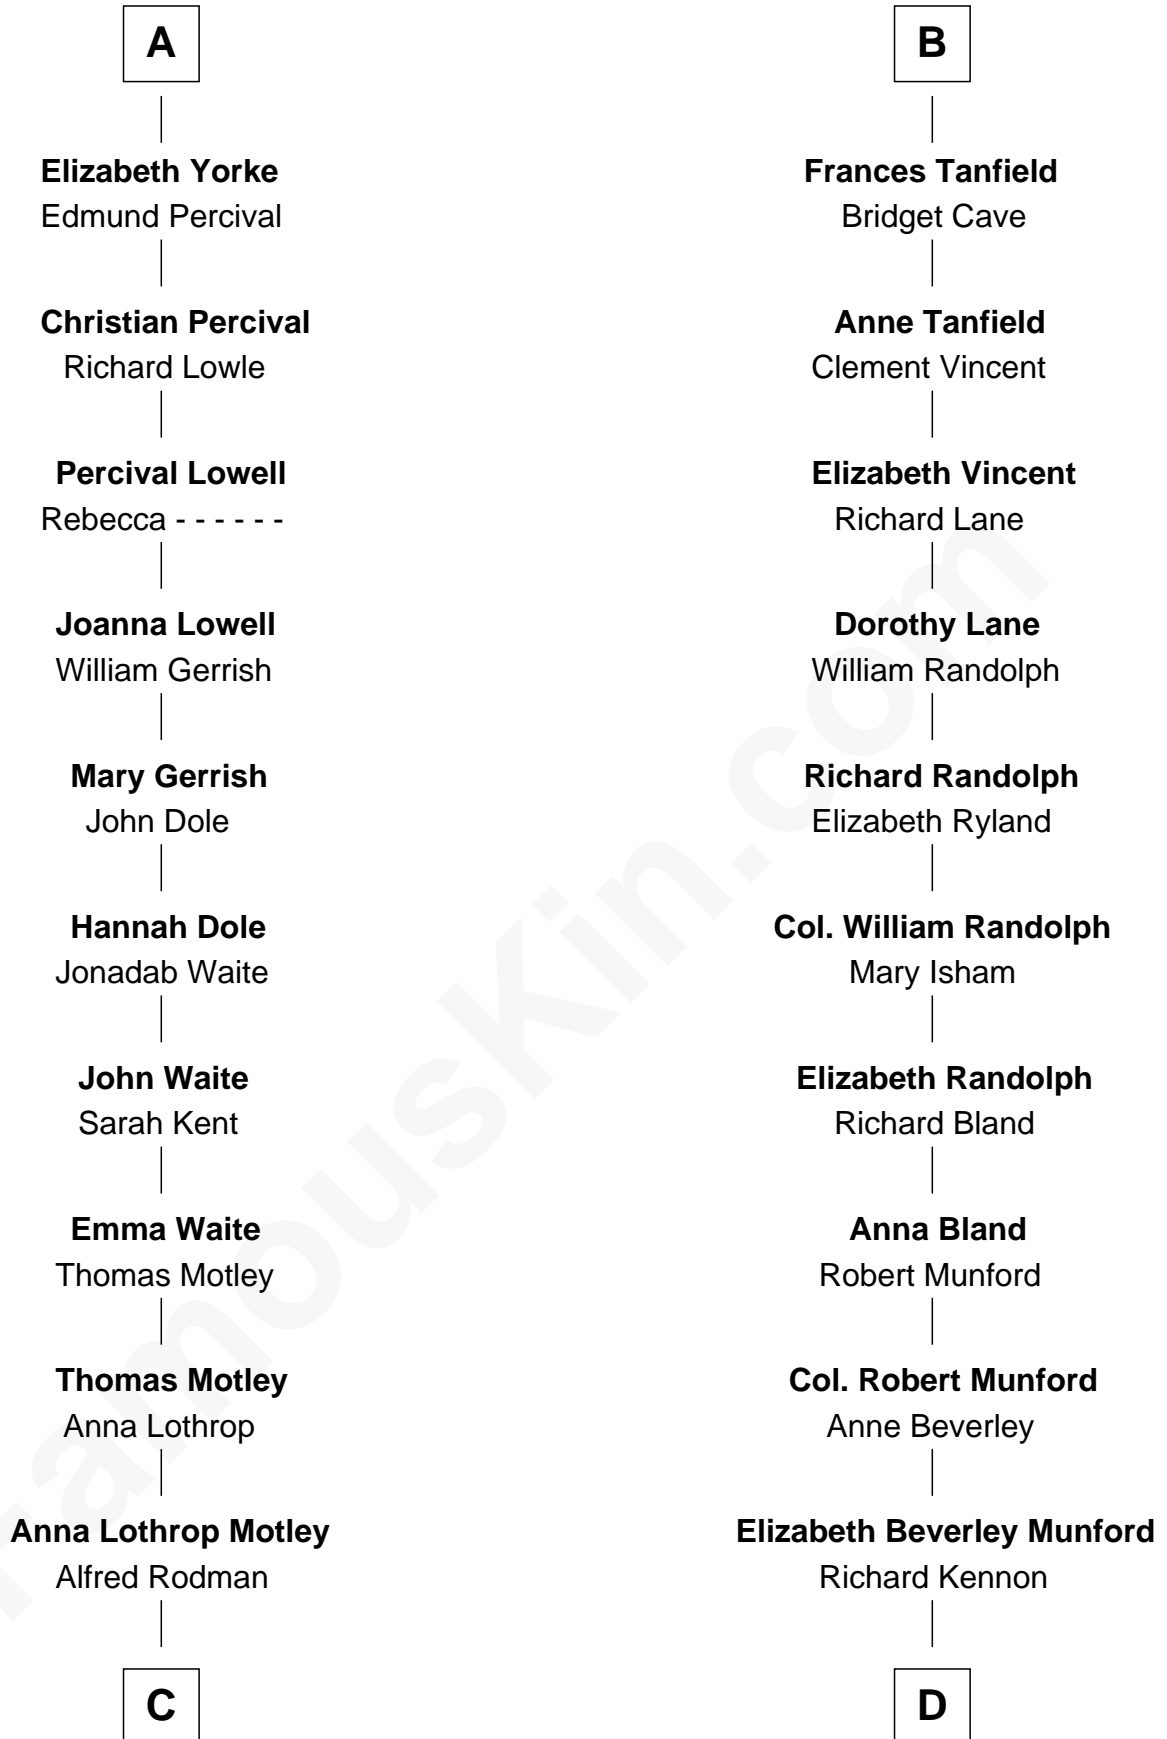 A
Elizabeth Yorke
Edmund Percival
Christian Percival
Richard Lowle
Percival Lowell
Rebecca - - - - - -
Joanna Lowell
William Gerrish
Mary Gerrish
John Dole
Hannah Dole
Jonadab Waite
John Waite
Sarah Kent
Emma Waite
Thomas Motley
Thomas Motley
Anna Lothrop
Anna Lothrop Motley
Alfred Rodman
C
B
Frances Tanfield
Bridget Cave
Anne Tanfield
Clement Vincent
Elizabeth Vincent
Richard Lane
Dorothy Lane
William Randolph
Richard Randolph
Elizabeth Ryland
Col. William Randolph
Mary Isham
Elizabeth Randolph
Richard Bland
Anna Bland
Robert Munford
Col. Robert Munford
Anne Beverley
Elizabeth Beverley Munford
Richard Kennon
D
FamousKin.com